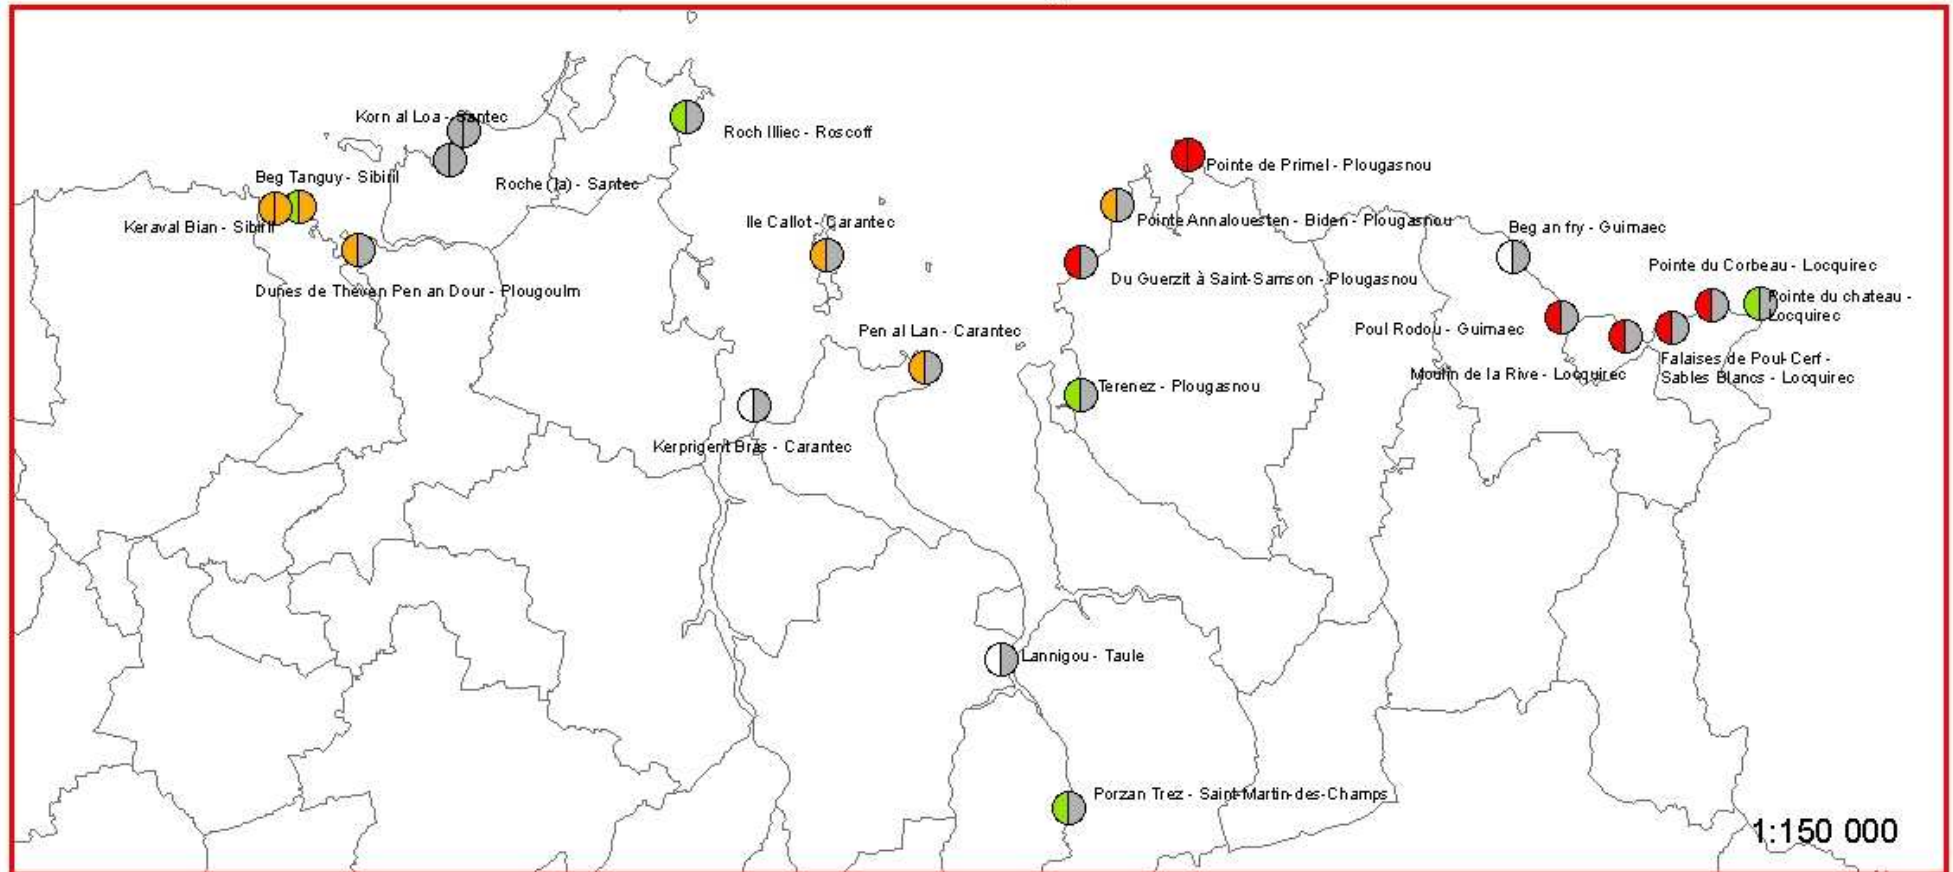 Korn al Loa - Santec
Roch Illiec - Roscoff
Pointe de Primel - Plougasnou
Beg Tanguy - Sibiril
Roche (la) - Santec
Keraval Bian - Sibiril
Ile Callot - Carantec
Pointe Annalouesten - Biden - Plougasnou
Beg an fry - Guimaec
Pointe du Corbeau - Locquirec
Dunes de Theven Pen an Dour - Plougoulm
Du Guerzit à Saint-Samson - Plougasnou
Pointe du chateau -
Locquirec
Pen al Lan - Carantec
Poul Rodou - Guimaec
Falaises de Poul-Cerf -
Sables Blancs - Locquirec
Moulin de la Rive - Locquirec
Terenez - Plougasnou
Kerprigent Bras - Carantec
Lannigou - Taule
Porzan Trez - Saint-Martin-des-Champs
1:150 000